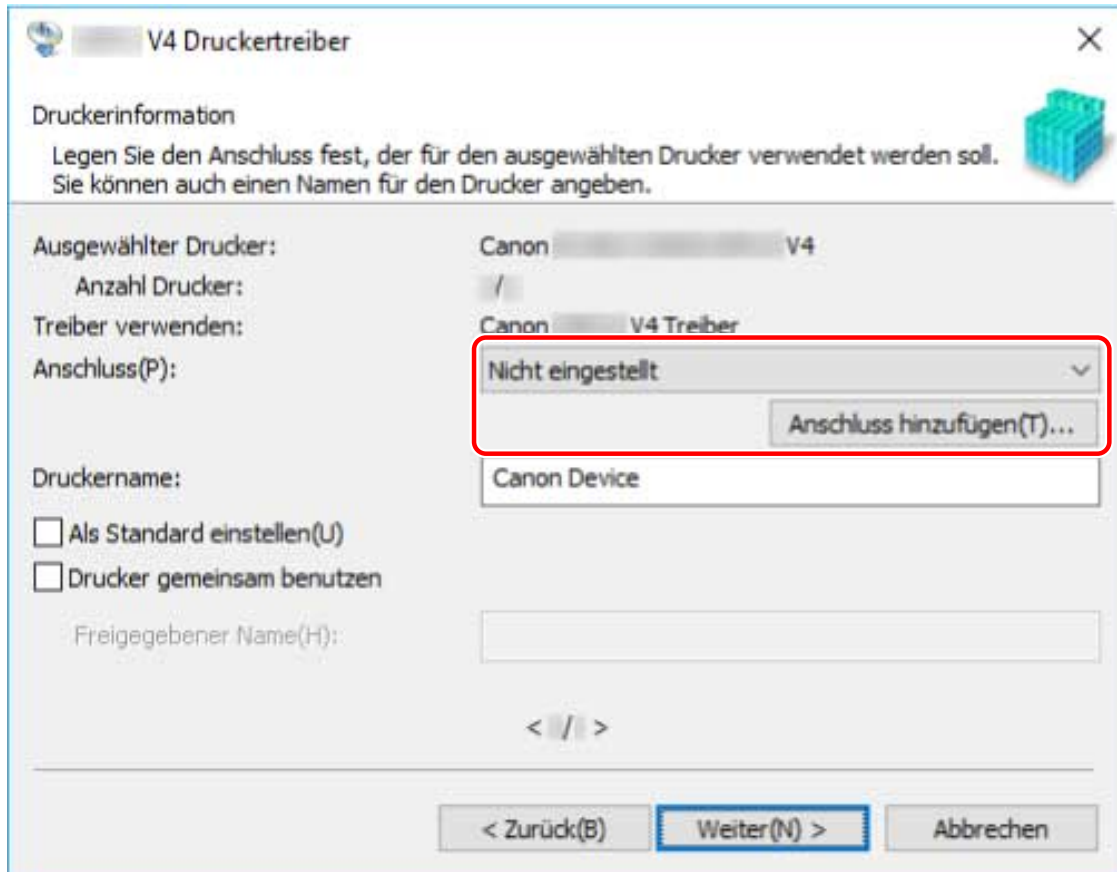 V4 Druckertreiber
Druckerinformation
Legen Sie den Anschluss fest, der für den ausgewählten Drucker verwendet werden soll.
Sie können auch einen Namen für den Drucker angeben.
Ausgewählter Drucker: Canon V4
Anzahl Drucker: /
Treiber verwenden: Canon V4 Treiber
Anschluss(P): Nicht eingestellt
Anschluss hinzufügen(T)...
Druckername: Canon Device
Als Standard einstellen(U)
Drucker gemeinsam benutzen
Freigegebener Name(H):
< / >
< Zurück(B) Weiter(N) > Abbrechen